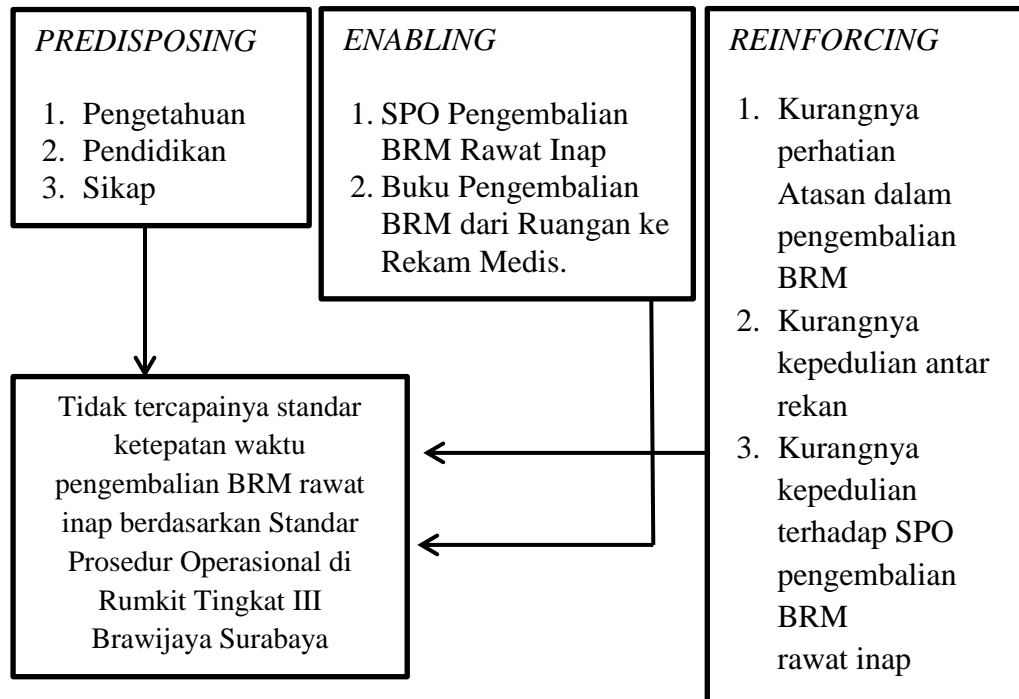 PREDISPOSING
1. Pengetahuan
2. Pendidikan
3. Sikap
ENABLING
1. SPO Pengembalian
BRM Rawat Inap
2. Buku Pengembalian
BRM dari Ruangan ke
Rekam Medis.
REINFORCING
1. Kurangnya
perhatian
Atasan dalam
pengembalian
BRM
2. Kurangnya
kepedulian antar
rekan
3. Kurangnya
kepedulian
terhadap SPO
pengembalian
BRM
rawat inap
Tidak tercapainya standar
ketepatan waktu
pengembalian BRM rawat
inap berdasarkan Standar
Prosedur Operasional di
Rumkit Tingkat III
Brawijaya Surabaya